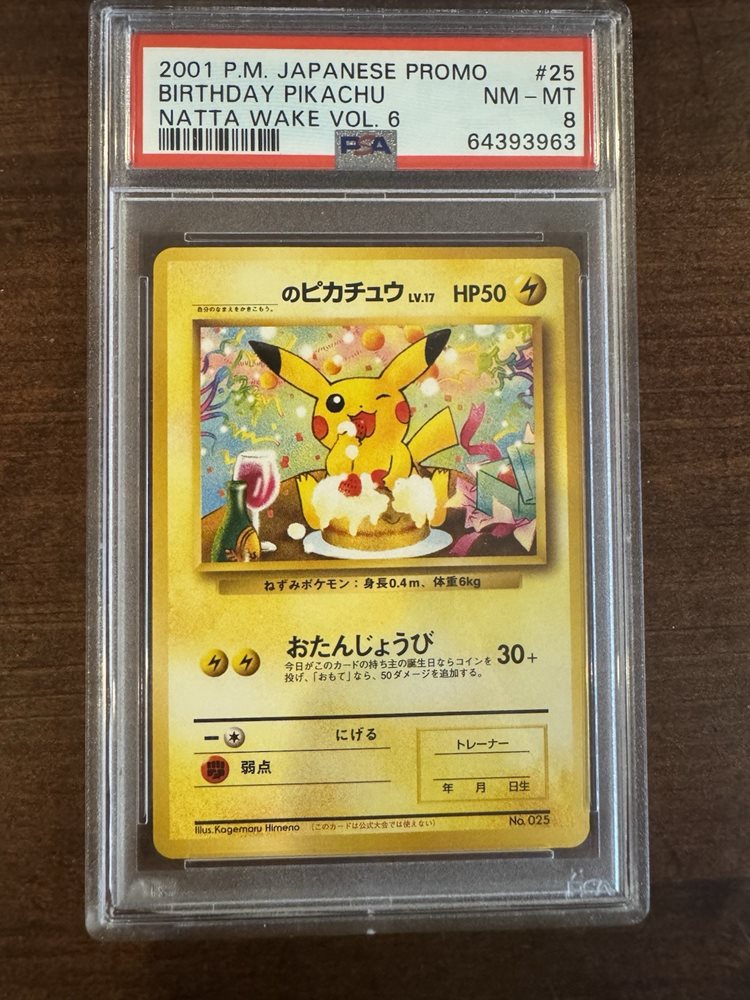 2001 P.M. JAPANESE PROMO #25
BIRTHDAY PIKACHU NM - MT
NATTA WAKE VOL. 6 8
PSA 64393963
のピカチュウ LV.17 HP50
自分のなまえをかきこもう。
ねずみポケモン：身長0.4m、体重6kg
おたんじょうび 30+
今日がこのカードの持ち主の誕生日ならコインを
投げ、「おもて」なら、50ダメージを追加する。
にげる
弱点
トレーナー
年 月 日生
Illus.Kagemaru Himeno （このカードは公式大会では使えない） No. 025
PSA